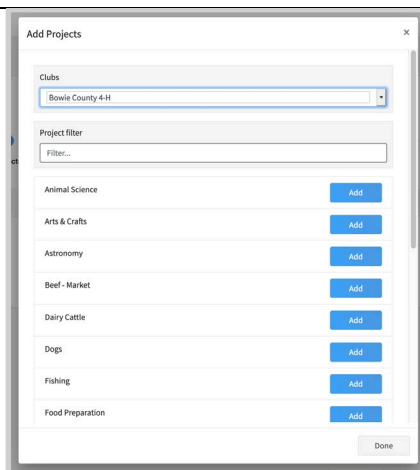 Add Projects ×
Clubs
Bowie County 4-H
Project filter
Filter...
Animal Science Add
Arts & Crafts Add
Astronomy Add
Beef - Market Add
Dairy Cattle Add
Dogs Add
Fishing Add
Food Preparation Add
Done